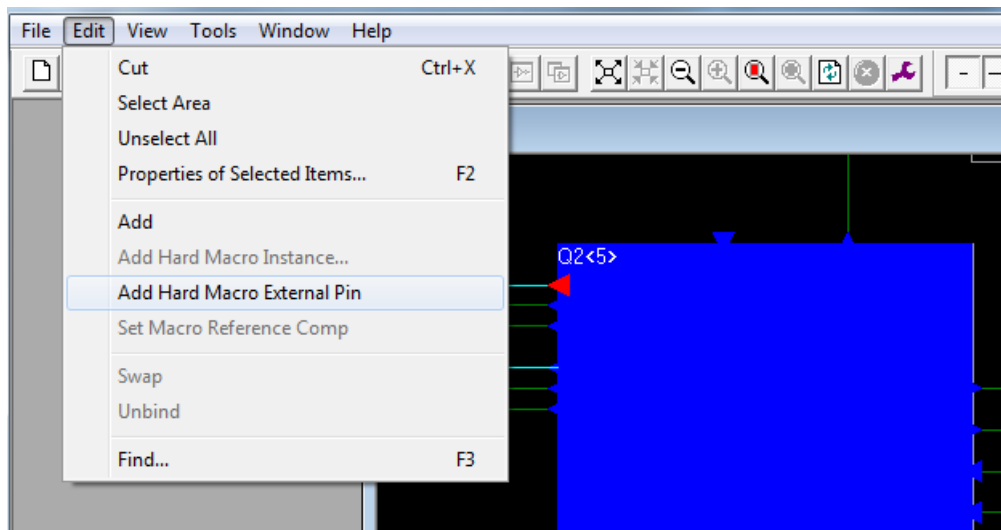 File Edit View Tools Window Help
Cut Ctrl+X
Select Area
Unselect All
Properties of Selected Items... F2
Add
Add Hard Macro Instance...
Add Hard Macro External Pin
Set Macro Reference Comp
Swap
Unbind
Find... F3
Q2<5>